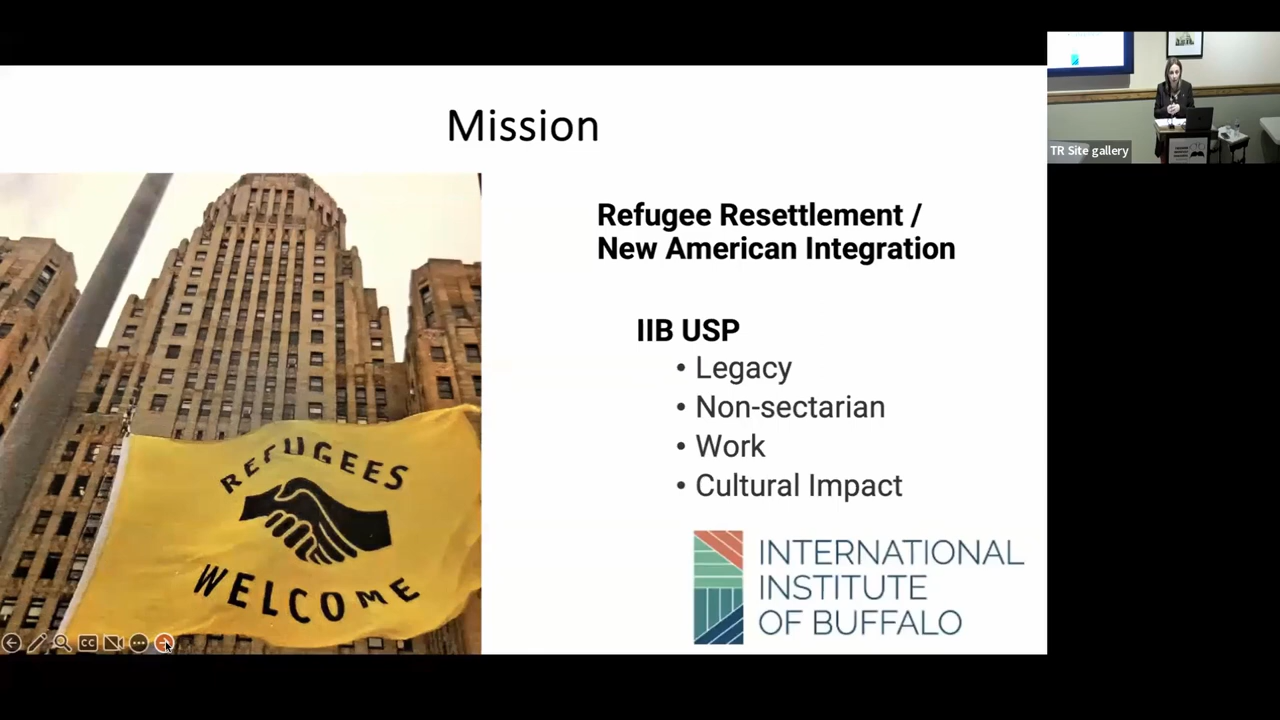 Mission
Refugee Resettlement /
New American Integration
IIB USP
• Legacy
• Non-sectarian
• Work
• Cultural Impact
INTERNATIONAL
INSTITUTE
OF BUFFALO
REFUGEES
WELCOME
CC
TR Site gallery